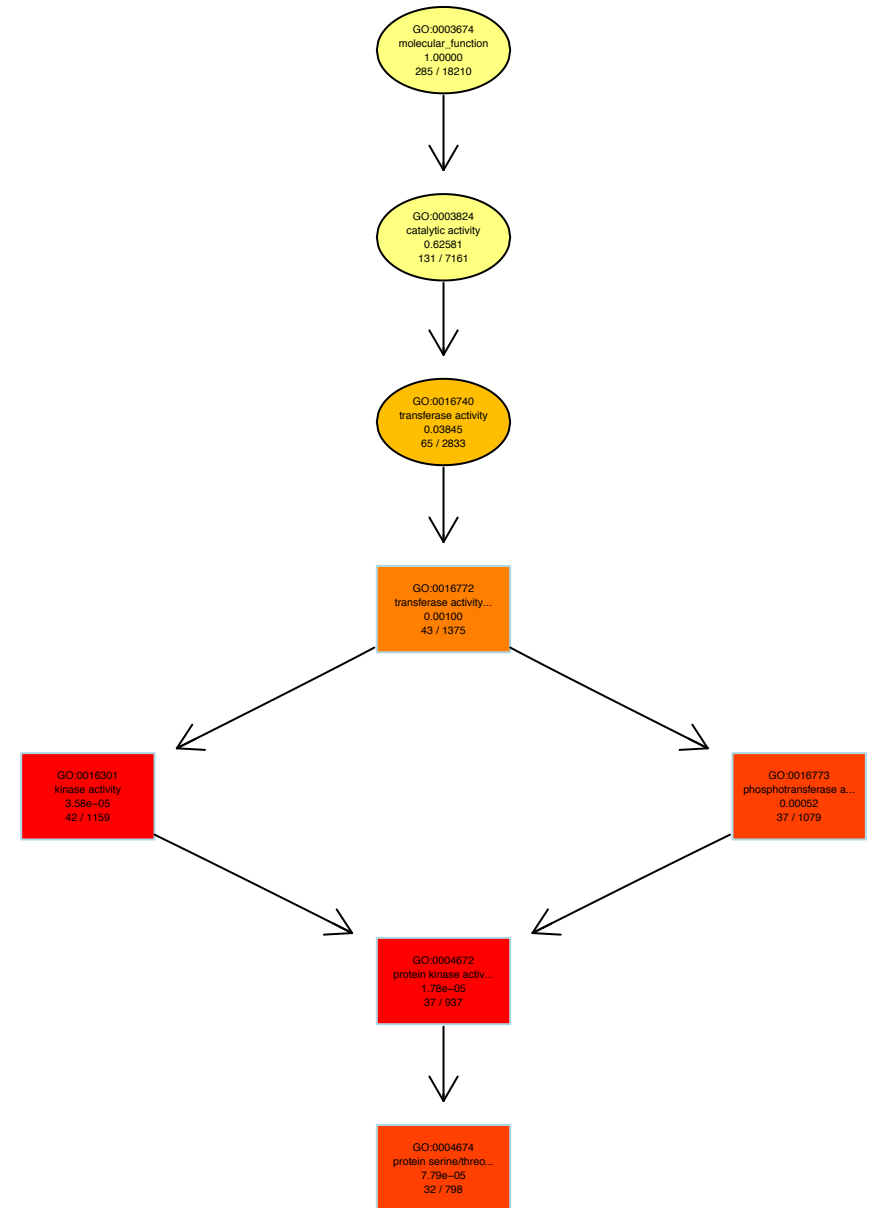 GO:0003674
molecular_function
1.00000
285 / 18210
GO:0003824
catalytic activity
0.62581
131 / 7161
GO:0016740
transferase activity
0.03845
65 / 2833
GO:0016772
transferase activity...
0.00100
43 / 1375
GO:0016301
kinase activity
3.58e−05
42 / 1159
GO:0016773
phosphotransferase a...
0.00052
37 / 1079
GO:0004672
protein kinase activ...
1.78e−05
37 / 937
GO:0004674
protein serine/threo...
7.79e−05
32 / 798